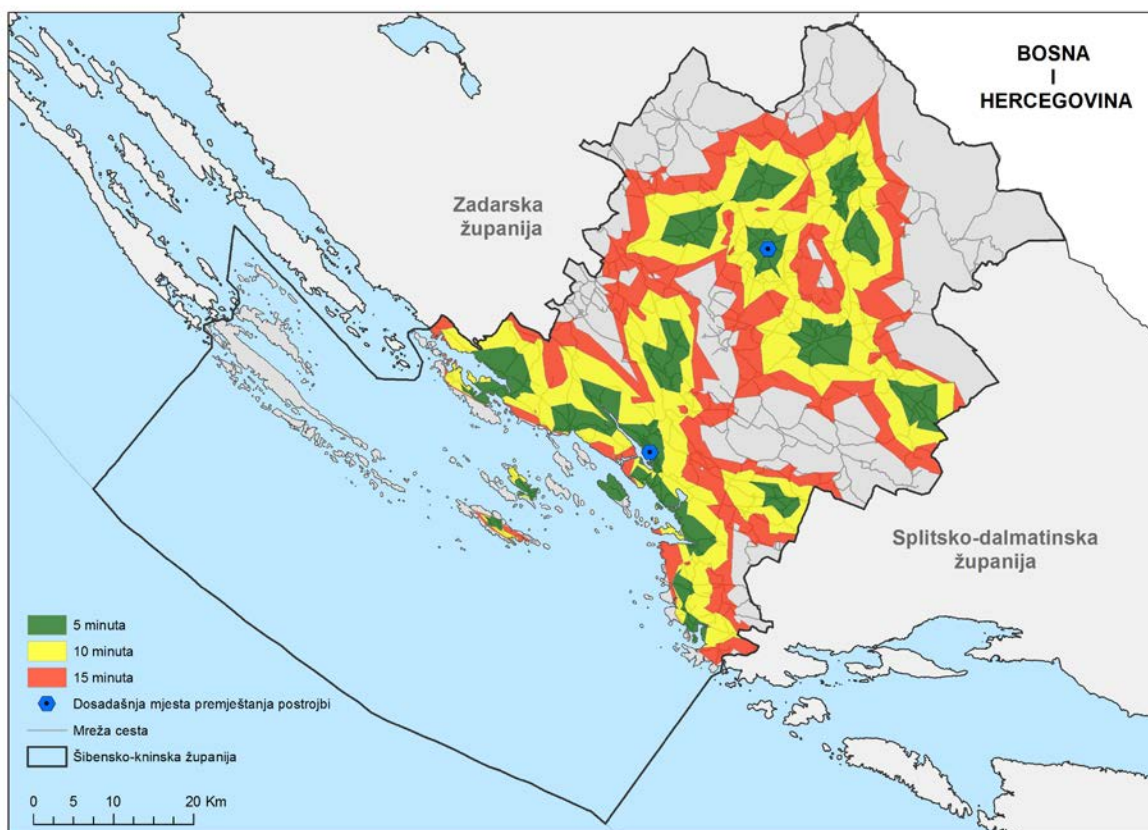 BOSNA
I
HERCEGOVINA
Zadarska
županija
Splitsko-dalmatinska
županija
5 minuta
10 minuta
15 minuta
Dosadašnja mjesta premještanja postrojbi
Mreža cesta
Šibensko-kninska županija
0 5 10 20 Km